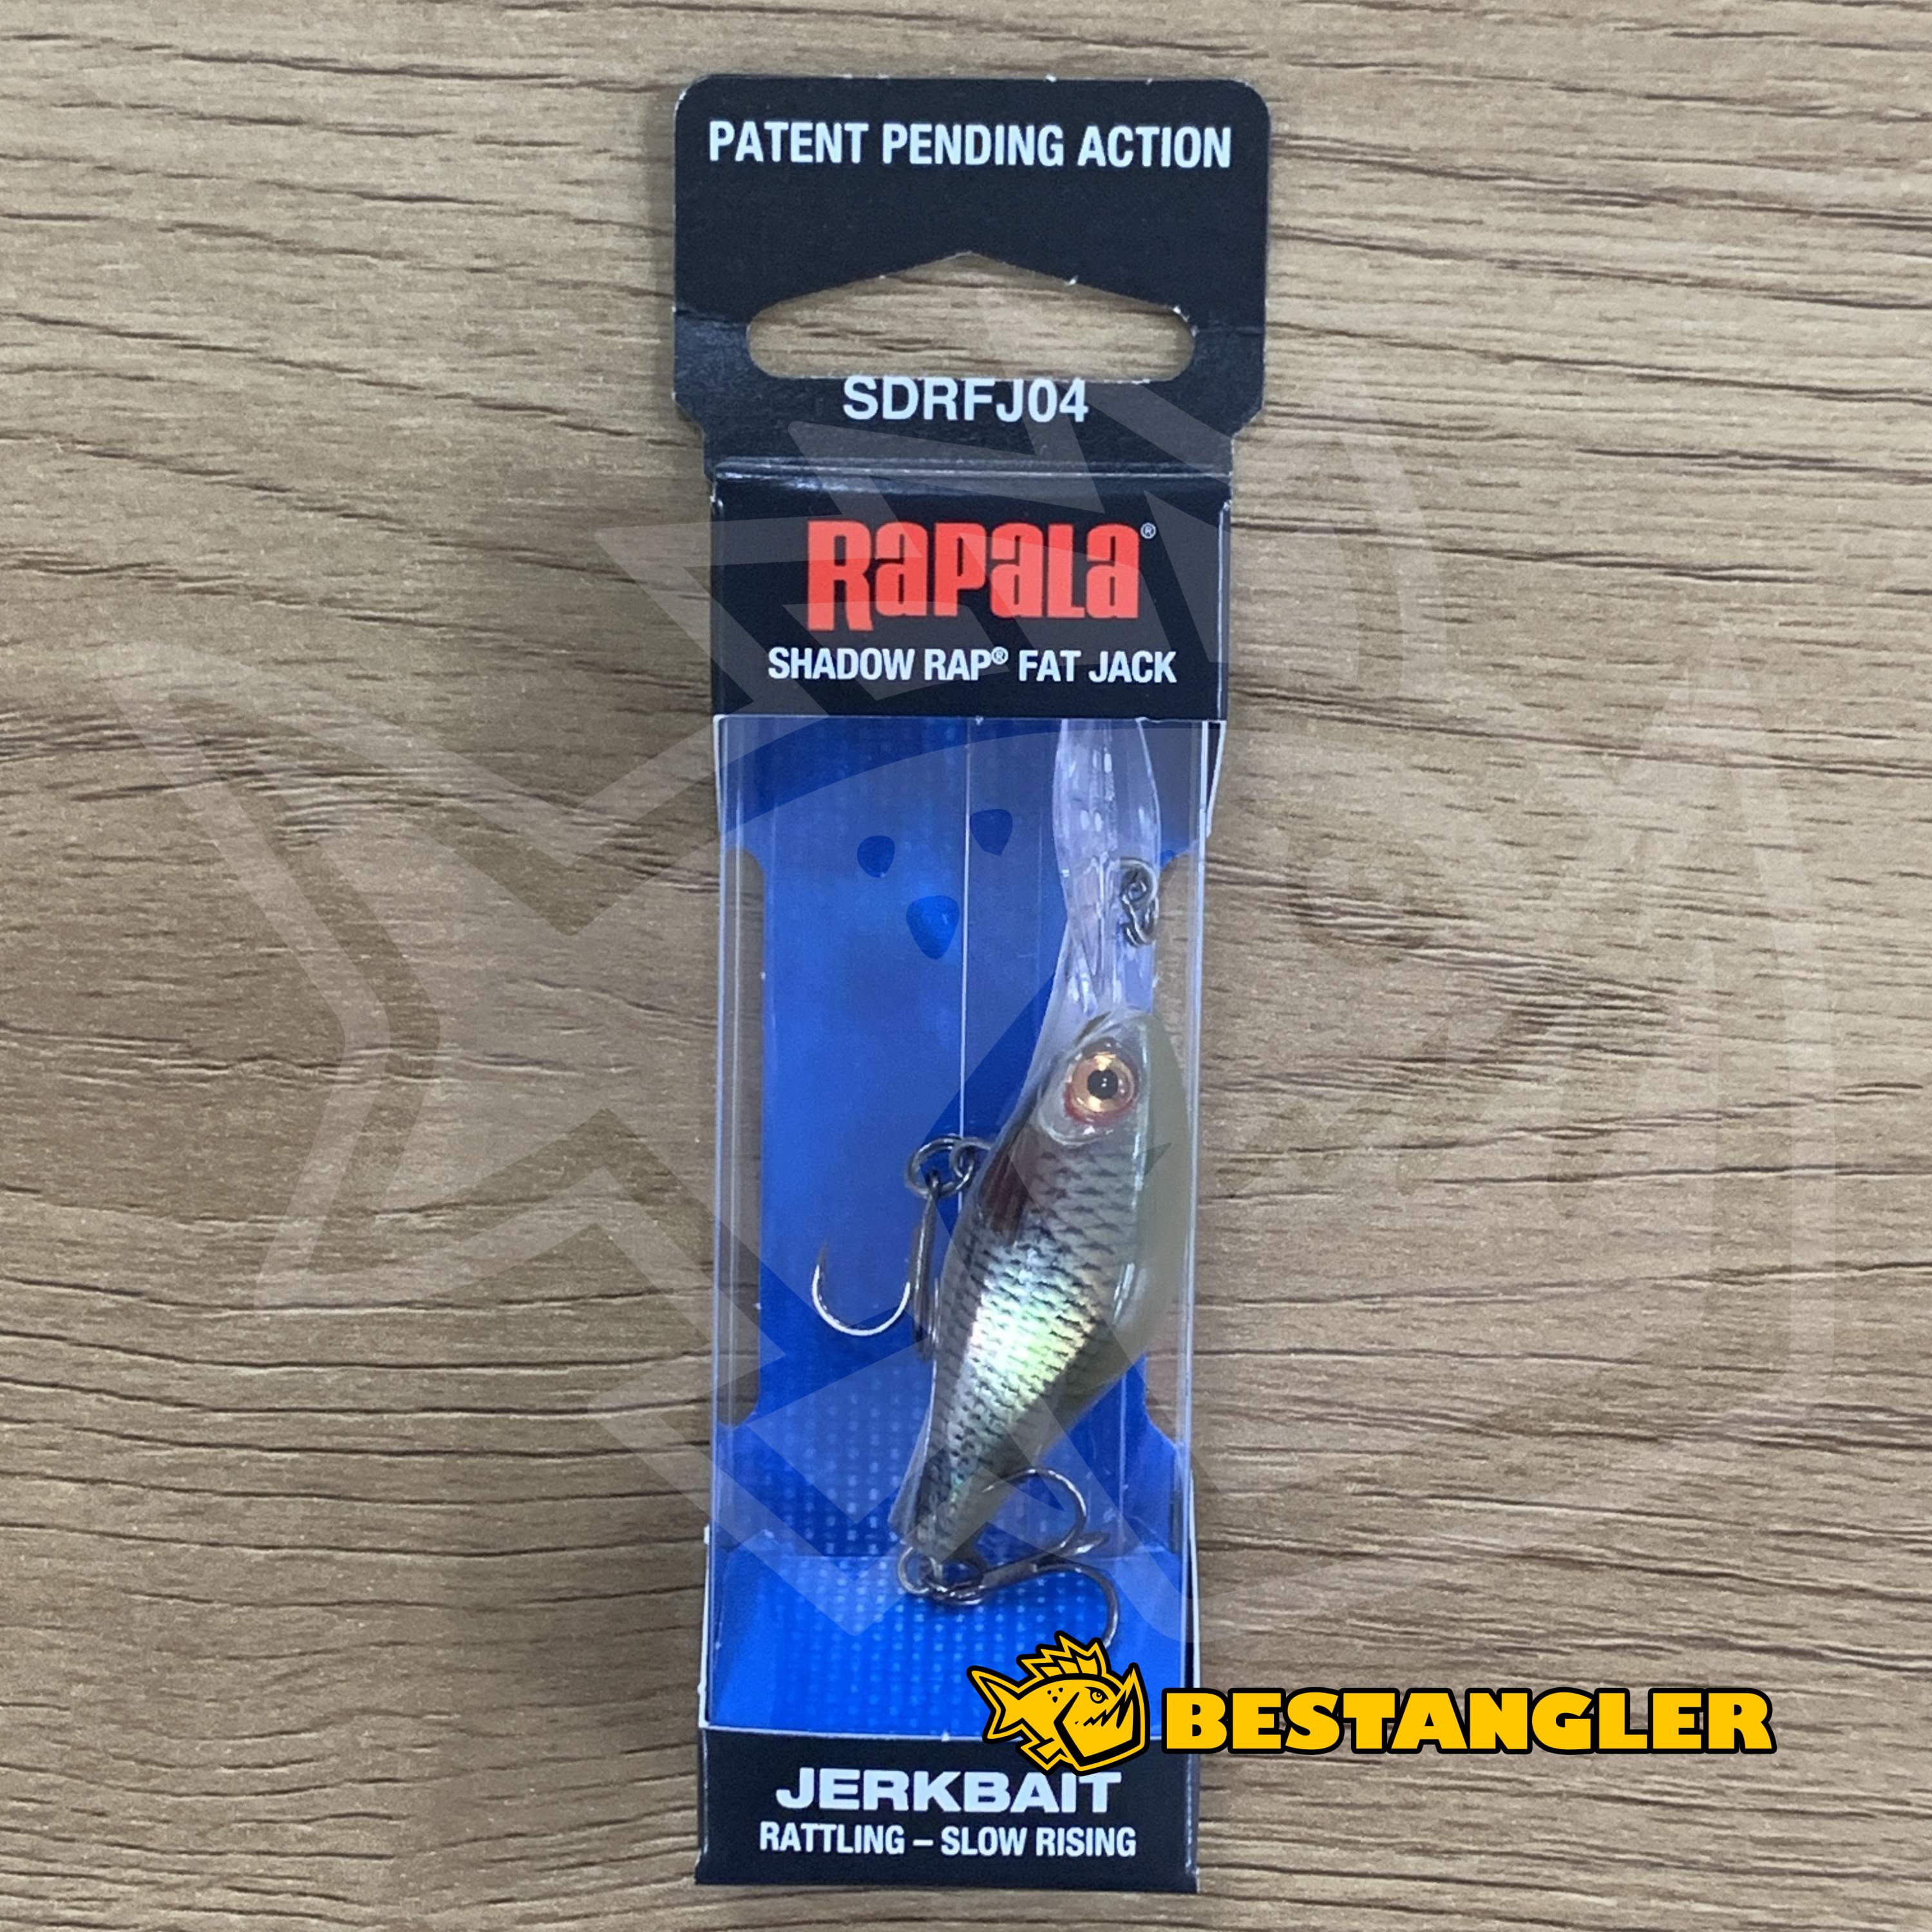 PATENT PENDING ACTION
SDRFJ04
RAPALA®
SHADOW RAP® FAT JACK
BESTANGLER
JERKBAIT
RATTLING – SLOW RISING